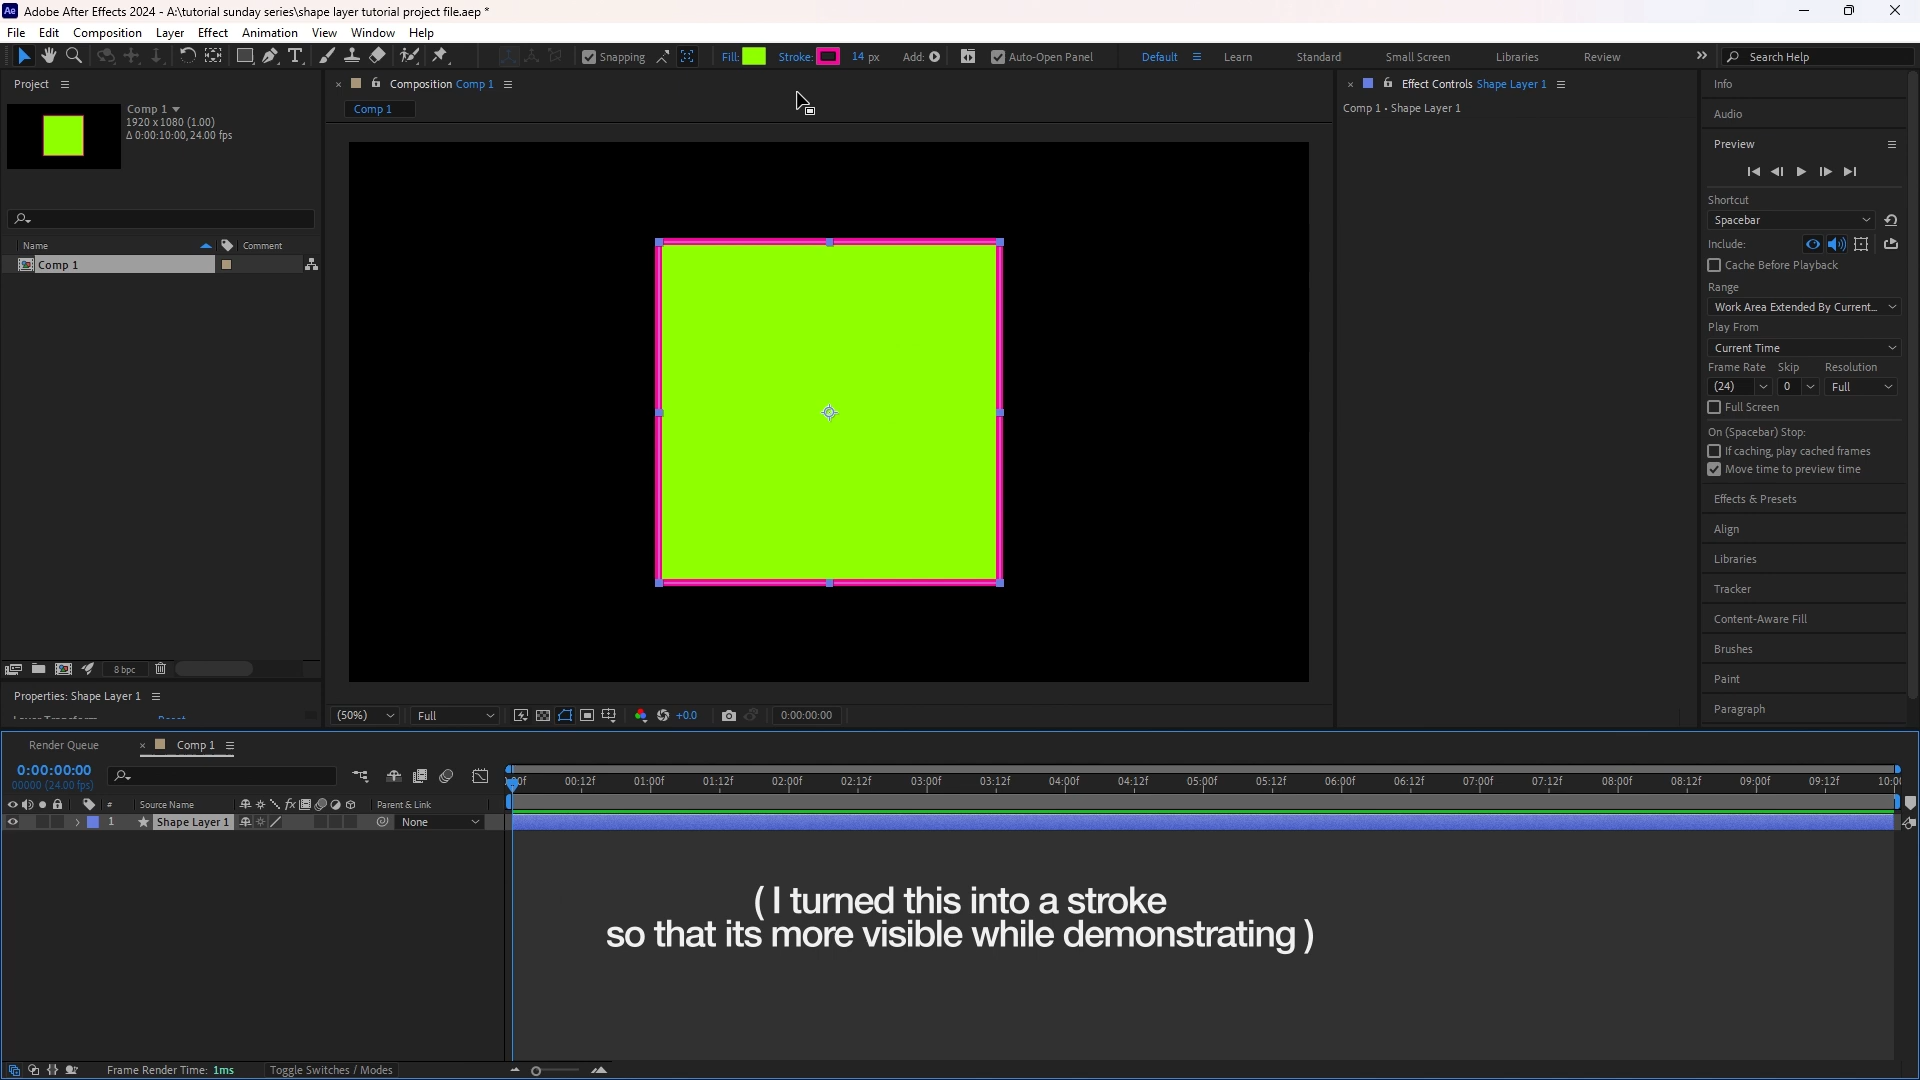 Adobe After Effects 2024 - A:\tutorial sunday series\shape layer tutorial project file.aep *
File Edit Composition Layer Effect Animation View Window Help
Snapping Fill: Stroke: 14 px Add: Auto-Open Panel Default Learn Standard Small Screen Libraries Review Search Help
Project
Composition Comp 1
Effect Controls Shape Layer 1
Info
Comp 1
Comp 1 • Shape Layer 1
Comp 1
1920 x 1080 (1.00)
Δ 0:00:10:00, 24.00 fps
Audio
Preview
Shortcut
Spacebar
Include:
Cache Before Playback
Range
Work Area Extended By Current...
Play From
Current Time
Frame Rate Skip Resolution
(24) 0 Full
Full Screen
On (Spacebar) Stop:
If caching, play cached frames
Move time to preview time
Effects & Presets
Align
Libraries
Tracker
Content-Aware Fill
Brushes
Paint
Paragraph
Name Comment
Comp 1
8 bpc
Properties: Shape Layer 1
(50%) Full +0.0 0:00:00:00
Render Queue Comp 1
0:00:00:00
00000 (24.00 fps)
00:12f 01:00f 01:12f 02:00f 02:12f 03:00f 03:12f 04:00f 04:12f 05:00f 05:12f 06:00f 06:12f 07:00f 07:12f 08:00f 08:12f 09:00f 09:12f
# Source Name fx Parent & Link
1 Shape Layer 1 None
( I turned this into a stroke
so that its more visible while demonstrating )
Frame Render Time: 1ms Toggle Switches / Modes